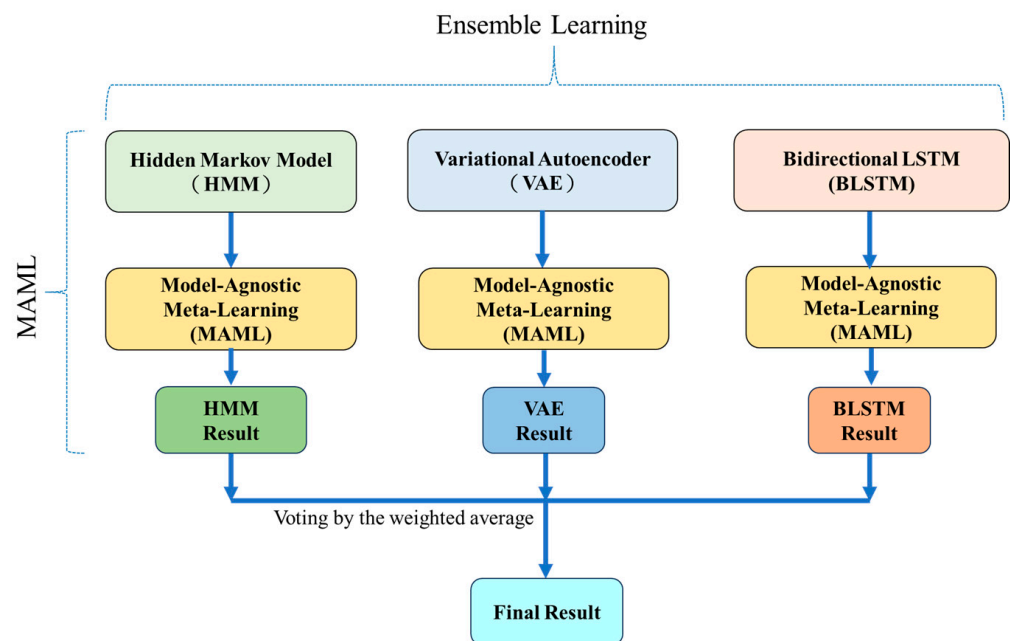 Ensemble Learning
Hidden Markov Model
（HMM）
Variational Autoencoder
（VAE）
Bidirectional LSTM
(BLSTM)
MAML
Model-Agnostic
Meta-Learning
(MAML)
Model-Agnostic
Meta-Learning
(MAML)
Model-Agnostic
Meta-Learning
(MAML)
HMM
Result
VAE
Result
BLSTM
Result
Voting by the weighted average
Final Result